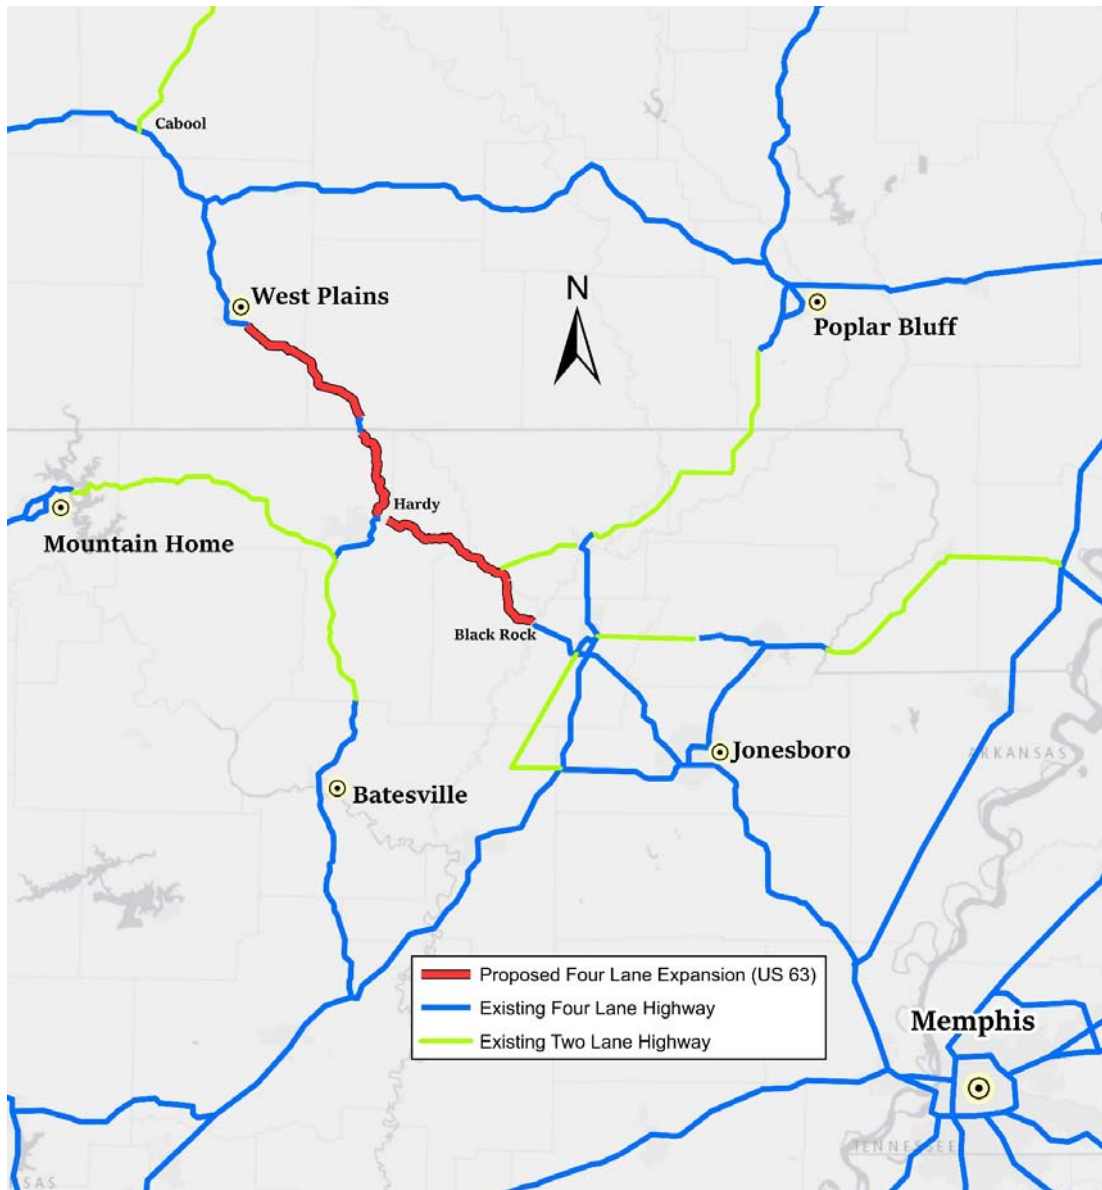 Cabool
West Plains
N
Poplar Bluff
Hardy
Mountain Home
Black Rock
Jonesboro
ARKANSAS
Batesville
Proposed Four Lane Expansion (US 63)
Existing Four Lane Highway
Existing Two Lane Highway
Memphis
TENNESSEE
SAS